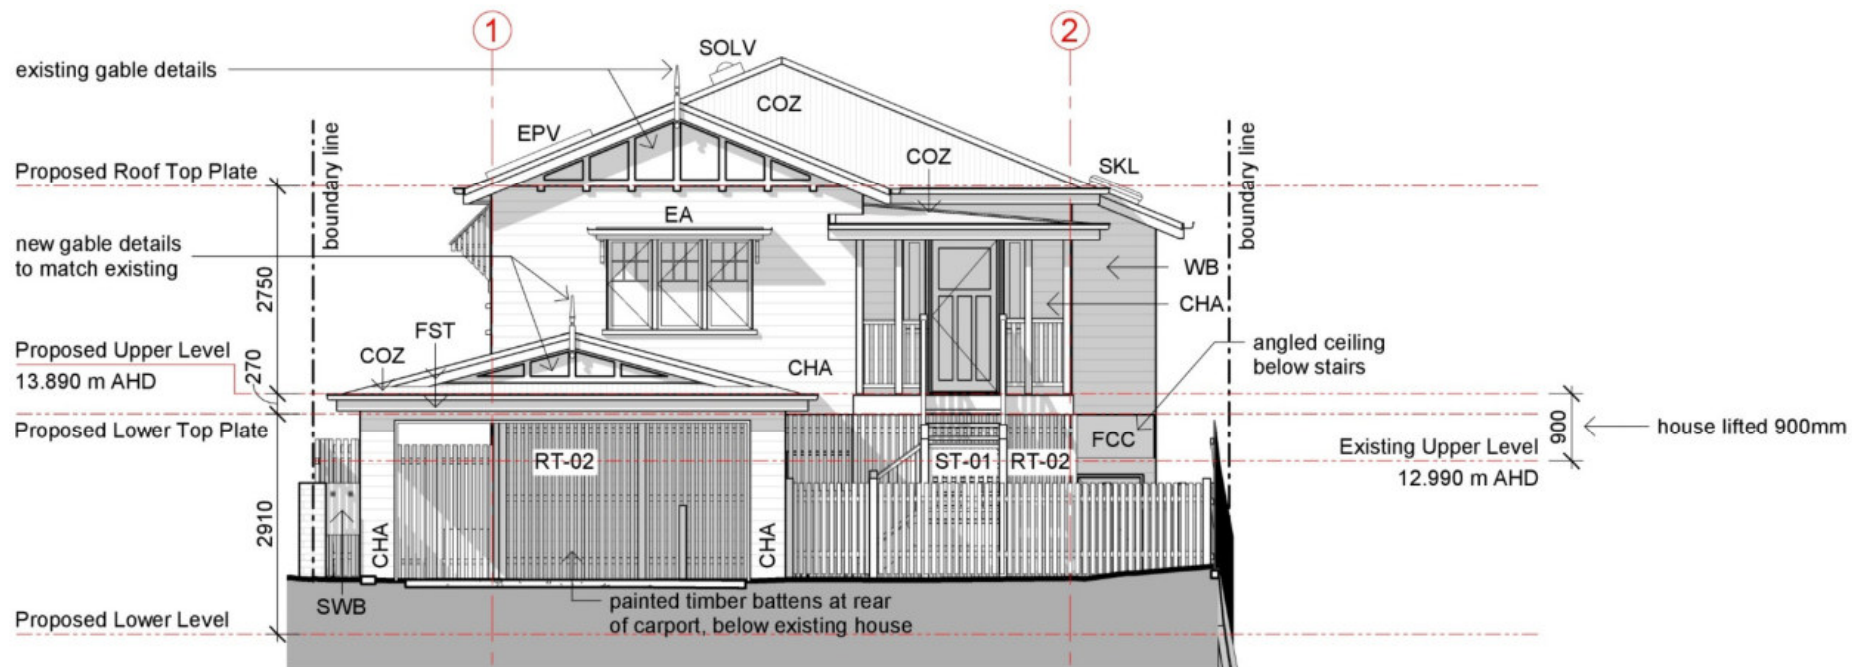 1
2
SOLV
existing gable details
COZ
EPV
boundary line
COZ
SKL
boundary line
Proposed Roof Top Plate
EA
new gable details
to match existing
WB
2750
CHA
FST
angled ceiling
below stairs
Proposed Upper Level
COZ
CHA
270
13.890 m AHD
900
house lifted 900mm
Proposed Lower Top Plate
FCC
Existing Upper Level
RT-02
ST-01
RT-02
12.990 m AHD
2910
CHA
CHA
SWB
painted timber battens at rear
of carport, below existing house
Proposed Lower Level